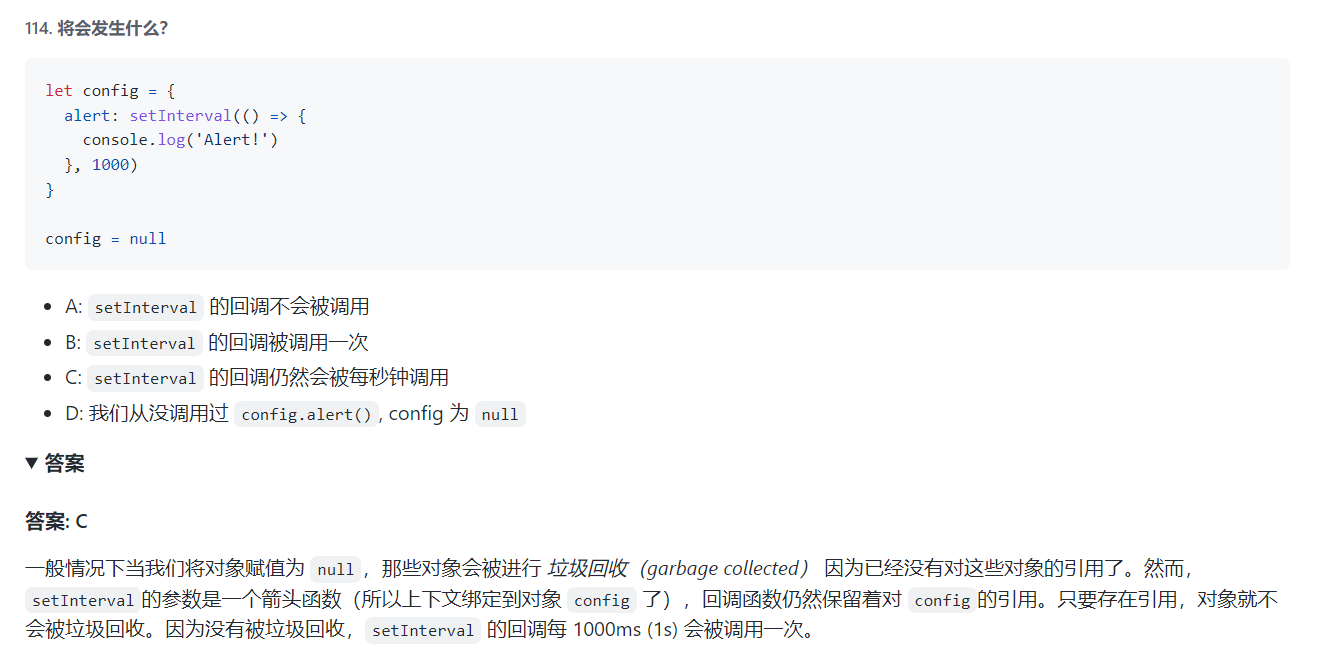 114. 将会发生什么?
let config = {
  alert: setInterval(() => {
    console.log('Alert!')
  }, 1000)
}
config = null
A: setInterval 的回调不会被调用
B: setInterval 的回调被调用一次
C: setInterval 的回调仍然会被每秒钟调用
D: 我们从没调用过 config.alert(), config 为 null
▼ 答案
答案: C
一般情况下当我们将对象赋值为 null，那些对象会被进行 垃圾回收（garbage collected） 因为已经没有对这些对象的引用了。然而，
setInterval 的参数是一个箭头函数（所以上下文绑定到对象 config 了），回调函数仍然保留着对 config 的引用。只要存在引用，对象就不
会被垃圾回收。因为没有被垃圾回收，setInterval 的回调每 1000ms (1s) 会被调用一次。